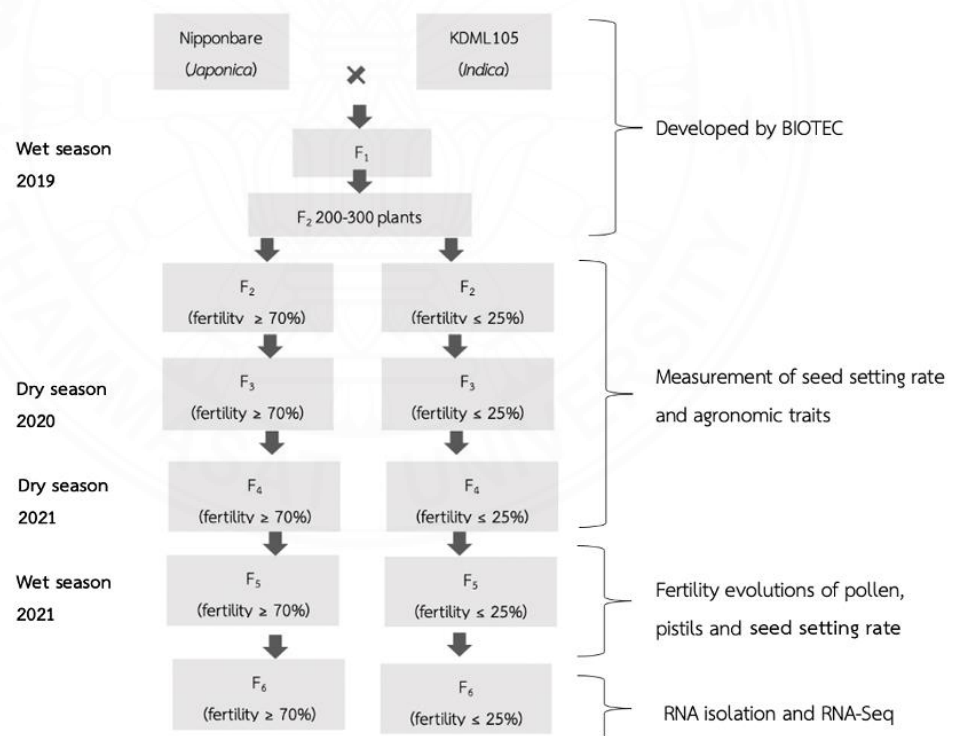 Nipponbare
(Japonica)
×
KDML105
(Indica)
Developed by BIOTEC
Wet season
2019
F₁
F₂ 200-300 plants
F₂
(fertility ≥ 70%)
F₂
(fertility ≤ 25%)
Dry season
2020
F₃
(fertility ≥ 70%)
F₃
(fertility ≤ 25%)
Measurement of seed setting rate
and agronomic traits
Dry season
2021
F₄
(fertility ≥ 70%)
F₄
(fertility ≤ 25%)
Wet season
2021
F₅
(fertility ≥ 70%)
F₅
(fertility ≤ 25%)
Fertility evolutions of pollen,
pistils and seed setting rate
F₆
(fertility ≥ 70%)
F₆
(fertility ≤ 25%)
RNA isolation and RNA-Seq
THAMMASAT UNIVERSITY